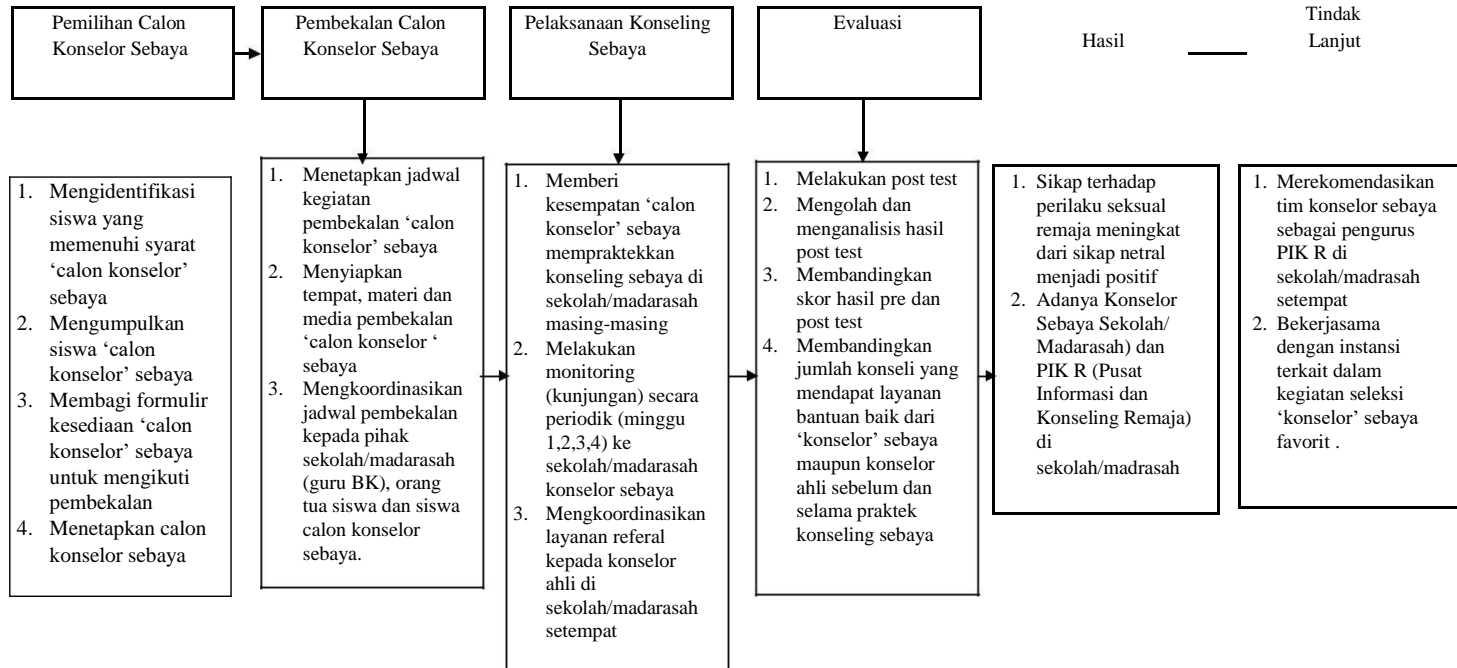 Pemilihan Calon
Konselor Sebaya
Pembekalan Calon
Konselor Sebaya
Pelaksanaan Konseling
Sebaya
Evaluasi
Hasil
Tindak
Lanjut
1. Mengidentifikasi
siswa yang
memenuhi syarat
‘calon konselor’
sebaya
2. Mengumpulkan
siswa ‘calon
konselor’ sebaya
3. Membagi formulir
kesediaan ‘calon
konselor’ sebaya
untuk mengikuti
pembekalan
4. Menetapkan calon
konselor sebaya
1. Menetapkan jadwal
kegiatan
pembekalan ‘calon
konselor’ sebaya
2. Menyiapkan
tempat, materi dan
media pembekalan
‘calon konselor ‘
sebaya
3. Mengkoordinasikan
jadwal pembekalan
kepada pihak
sekolah/madarasah
(guru BK), orang
tua siswa dan siswa
calon konselor
sebaya.
1. Memberi
kesempatan ‘calon
konselor’ sebaya
mempraktekkan
konseling sebaya di
sekolah/madarasah
masing-masing
2. Melakukan
monitoring
(kunjungan) secara
periodik (minggu
1,2,3,4) ke
sekolah/madarasah
konselor sebaya
3. Mengkoordinasikan
layanan referal
kepada konselor
ahli di
sekolah/madarasah
setempat
1. Melakukan post test
2. Mengolah dan
menganalisis hasil
post test
3. Membandingkan
skor hasil pre dan
post test
4. Membandingkan
jumlah konseli yang
mendapat layanan
bantuan baik dari
‘konselor’ sebaya
maupun konselor
ahli sebelum dan
selama praktek
konseling sebaya
1. Sikap terhadap
perilaku seksual
remaja meningkat
dari sikap netral
menjadi positif
2. Adanya Konselor
Sebaya Sekolah/
Madarasah) dan
PIK R (Pusat
Informasi dan
Konseling Remaja)
di
sekolah/madrasah
1. Merekomendasikan
tim konselor sebaya
sebagai pengurus
PIK R di
sekolah/madrasah
setempat
2. Bekerjasama
dengan instansi
terkait dalam
kegiatan seleksi
‘konselor’ sebaya
favorit .